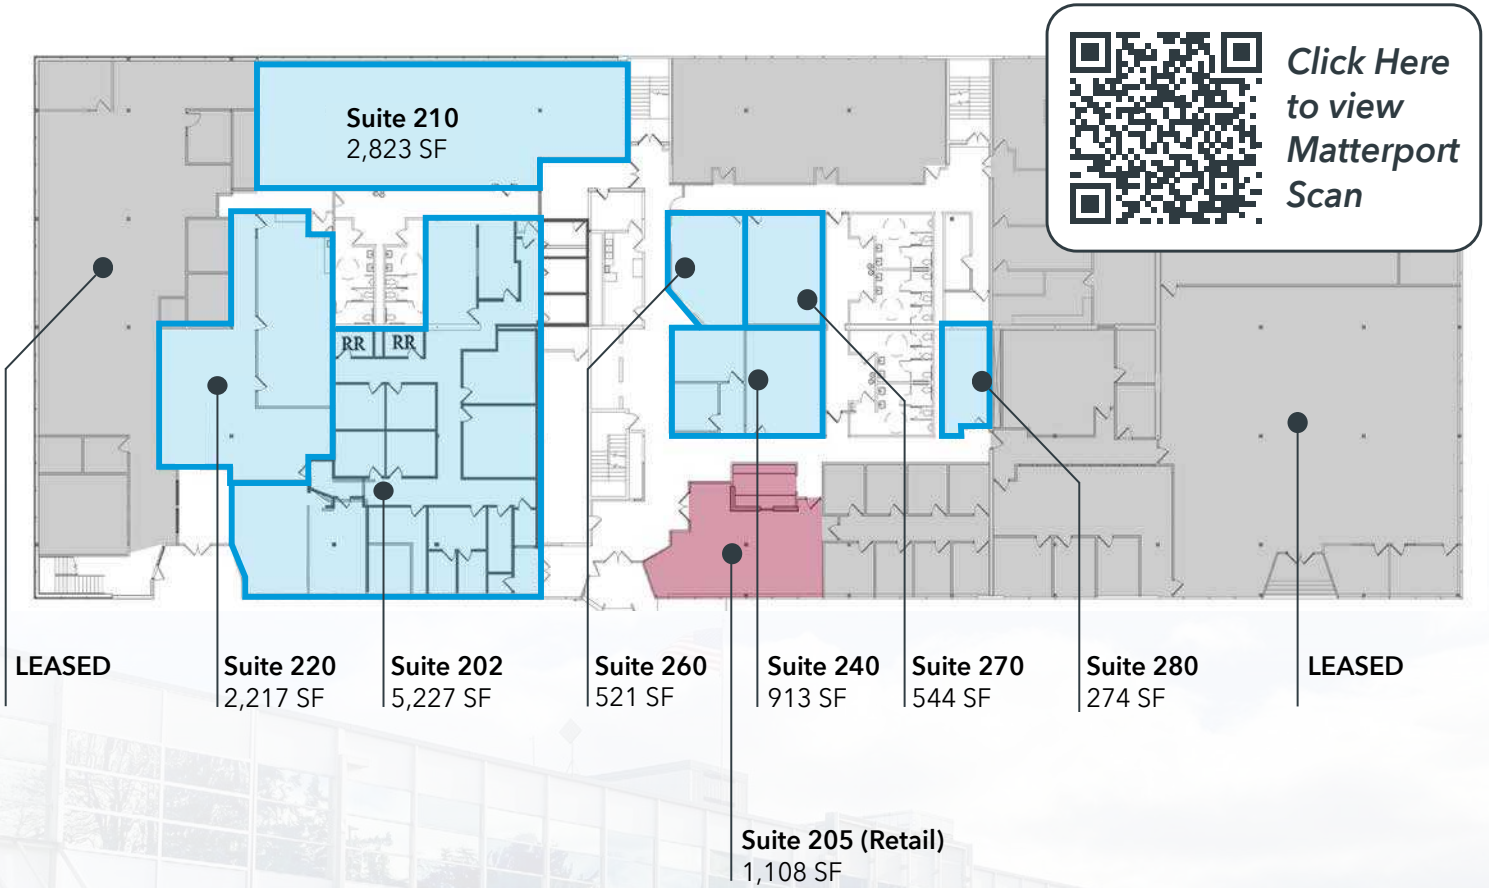 Click Here
to view
Matterport
Scan
Suite 210
2,823 SF
RR RR
LEASED
Suite 220
2,217 SF
Suite 202
5,227 SF
Suite 260
521 SF
Suite 240
913 SF
Suite 270
544 SF
Suite 280
274 SF
LEASED
Suite 205 (Retail)
1,108 SF